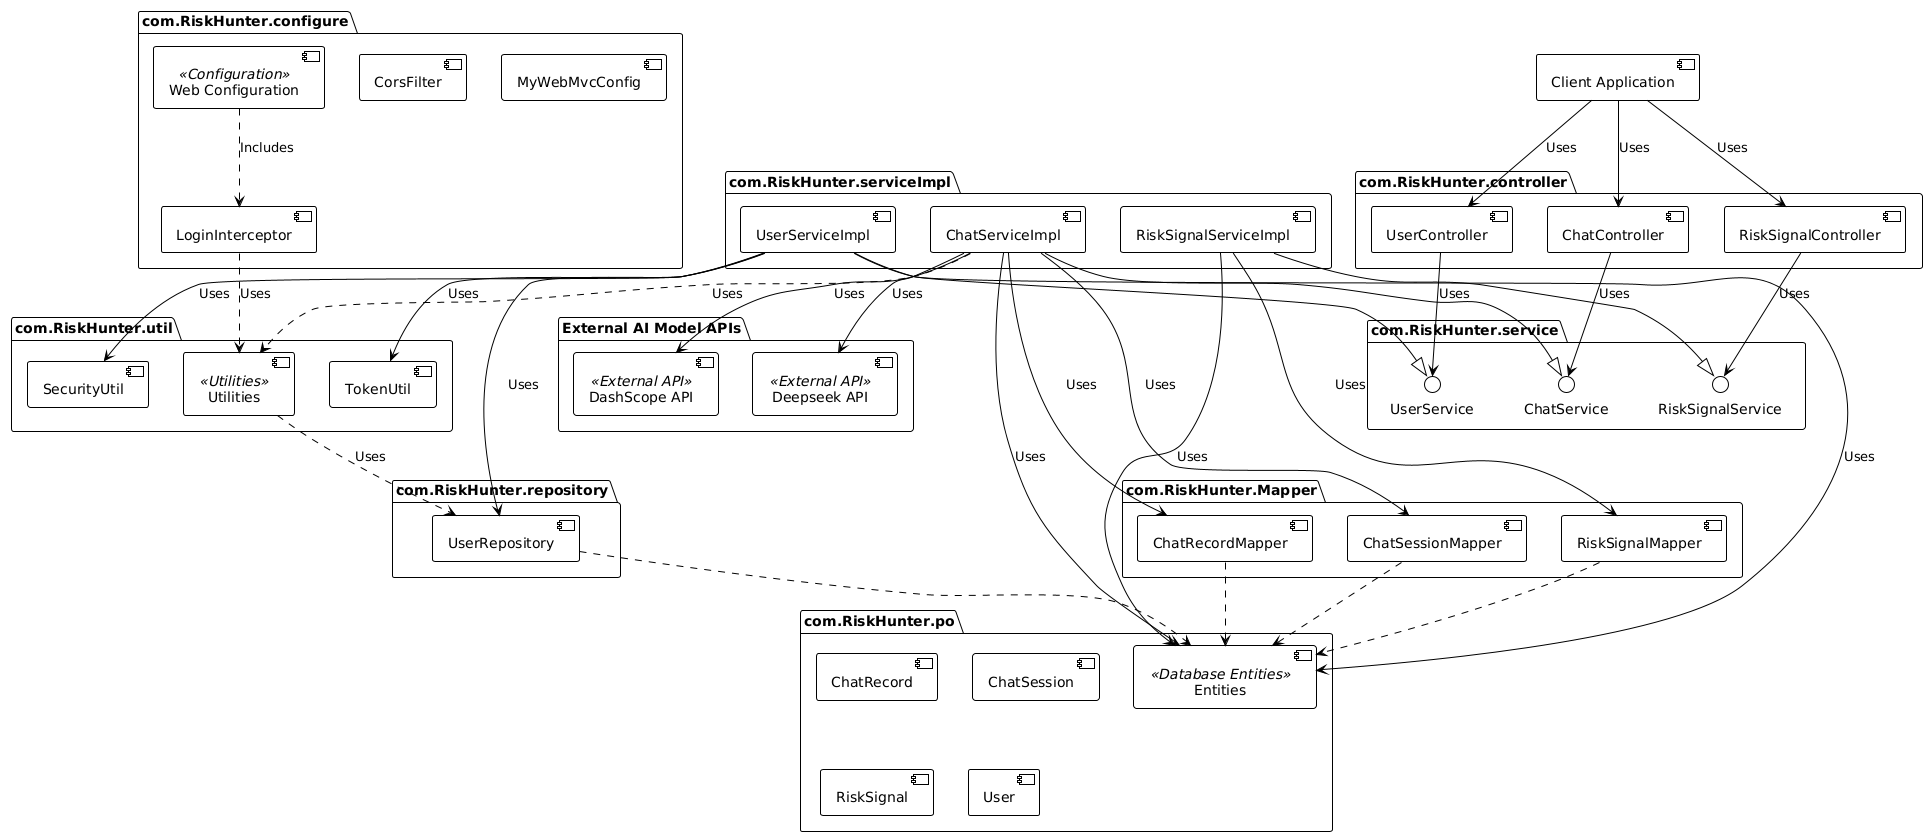 com.RiskHunter.configure
«Configuration»
Web Configuration
CorsFilter
MyWebMvcConfig
Client Application
Includes
Uses
Uses
Uses
com.RiskHunter.serviceImpl
com.RiskHunter.controller
LoginInterceptor
UserServiceImpl
ChatServiceImpl
RiskSignalServiceImpl
UserController
ChatController
RiskSignalController
Uses
Uses
Uses
Uses
Uses
Uses
Uses
Uses
Uses
com.RiskHunter.util
External AI Model APIs
com.RiskHunter.service
SecurityUtil
«Utilities»
Utilities
TokenUtil
«External API»
DashScope API
«External API»
Deepseek API
Uses
Uses
Uses
Uses
UserService
ChatService
RiskSignalService
Uses
Uses
Uses
Uses
com.RiskHunter.repository
com.RiskHunter.Mapper
UserRepository
ChatRecordMapper
ChatSessionMapper
RiskSignalMapper
com.RiskHunter.po
ChatRecord
ChatSession
«Database Entities»
Entities
RiskSignal
User